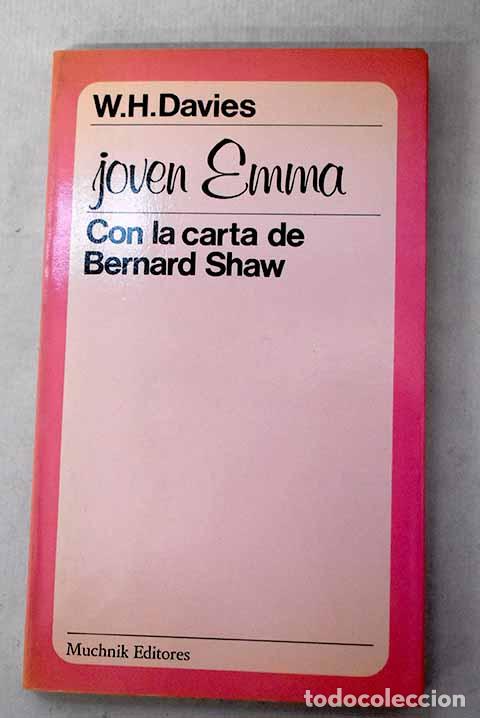 W.H.Davies
joven Emma
Con la carta de
Bernard Shaw
Muchnik Editores
todocoleccion